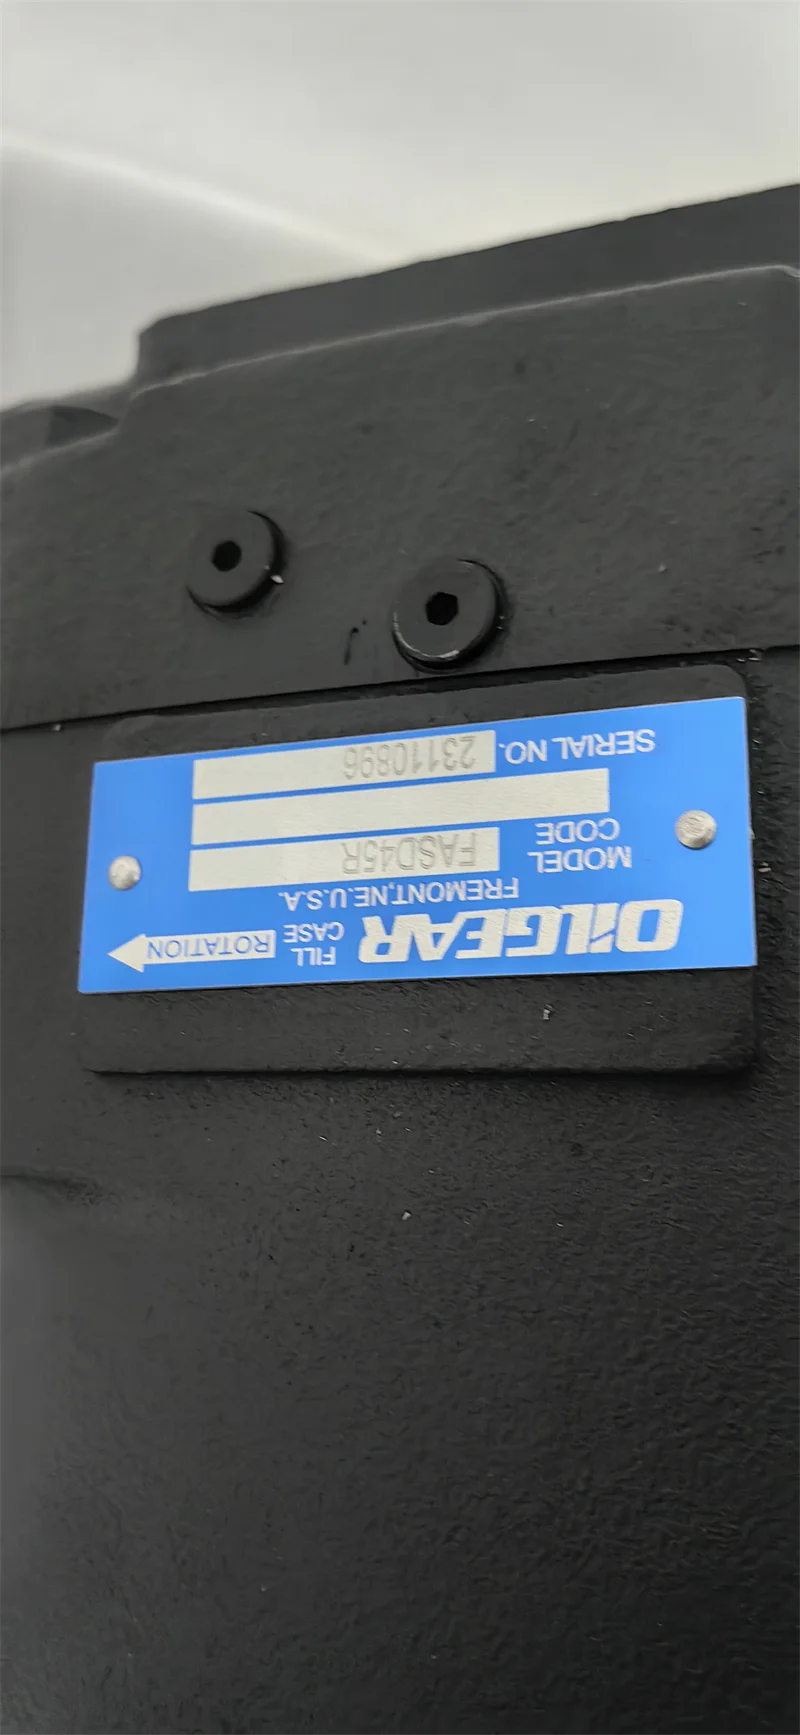 OILGEAR FILL CASE ROTATION
FREMONT,NE.U.S.A.
MODEL CODE FASD45R
SERIAL NO. 23110896